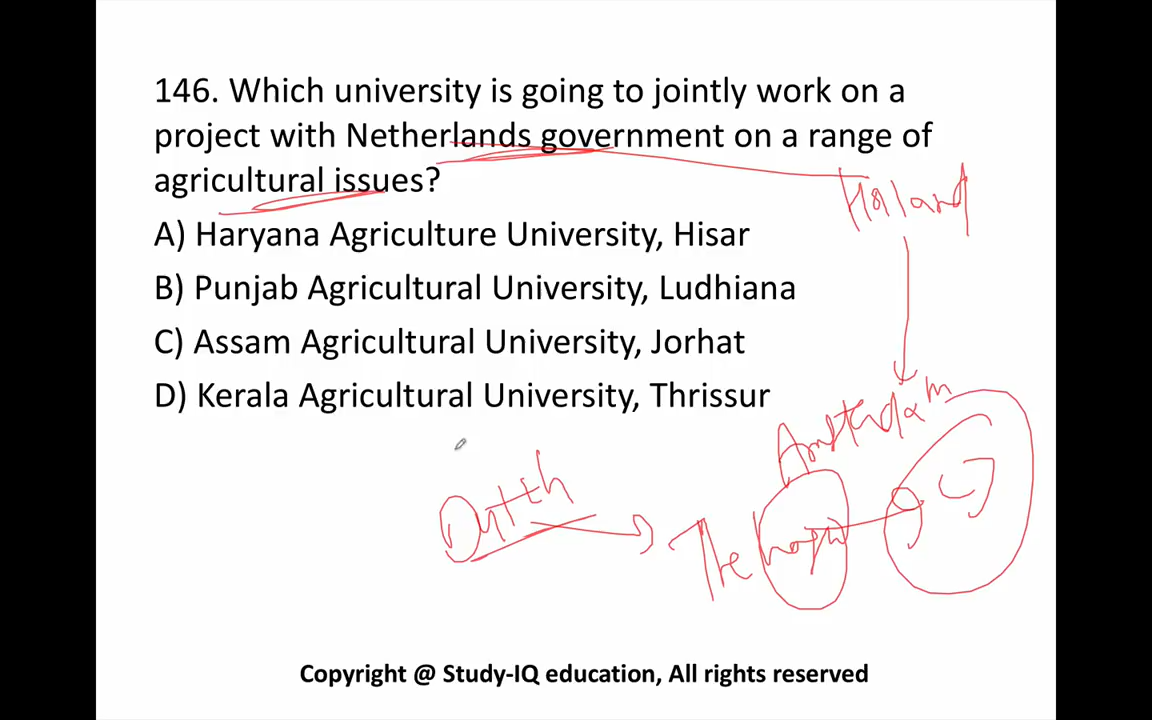 146. Which university is going to jointly work on a
project with Netherlands government on a range of
agricultural issues?
Holland
A) Haryana Agriculture University, Hisar
B) Punjab Agricultural University, Ludhiana
C) Assam Agricultural University, Jorhat
D) Kerala Agricultural University, Thrissur
Amsterdam
Dutch
The
Copyright @ Study-IQ education, All rights reserved